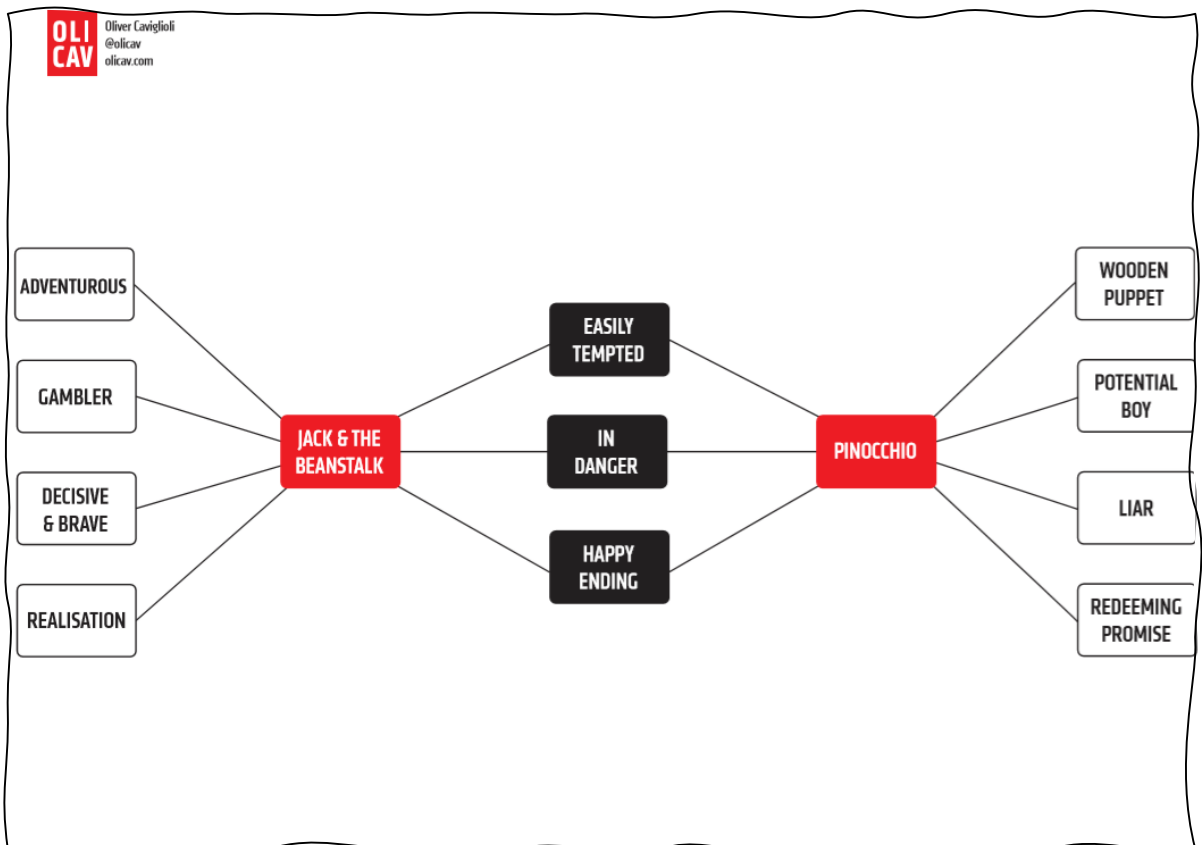 OLI
CAV
Oliver Caviglioli
@olicav
olicav.com
ADVENTUROUS
GAMBLER
DECISIVE
& BRAVE
REALISATION
JACK & THE
BEANSTALK
EASILY
TEMPTED
IN
DANGER
HAPPY
ENDING
PINOCCHIO
WOODEN
PUPPET
POTENTIAL
BOY
LIAR
REDEEMING
PROMISE